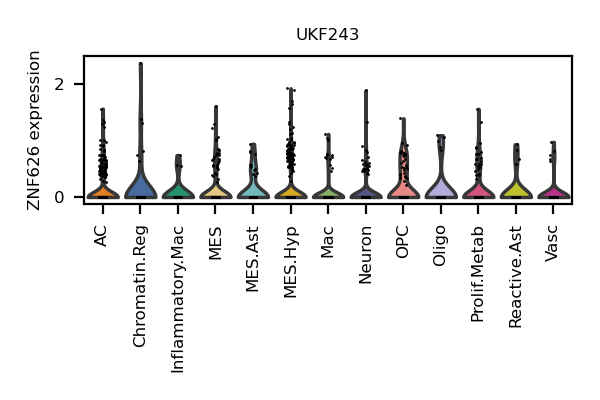 UKF243
ZNF626 expression
2
0
AC
Chromatin.Reg
Inflammatory.Mac
MES
MES.Ast
MES.Hyp
Mac
Neuron
OPC
Oligo
Prolif.Metab
Reactive.Ast
Vasc